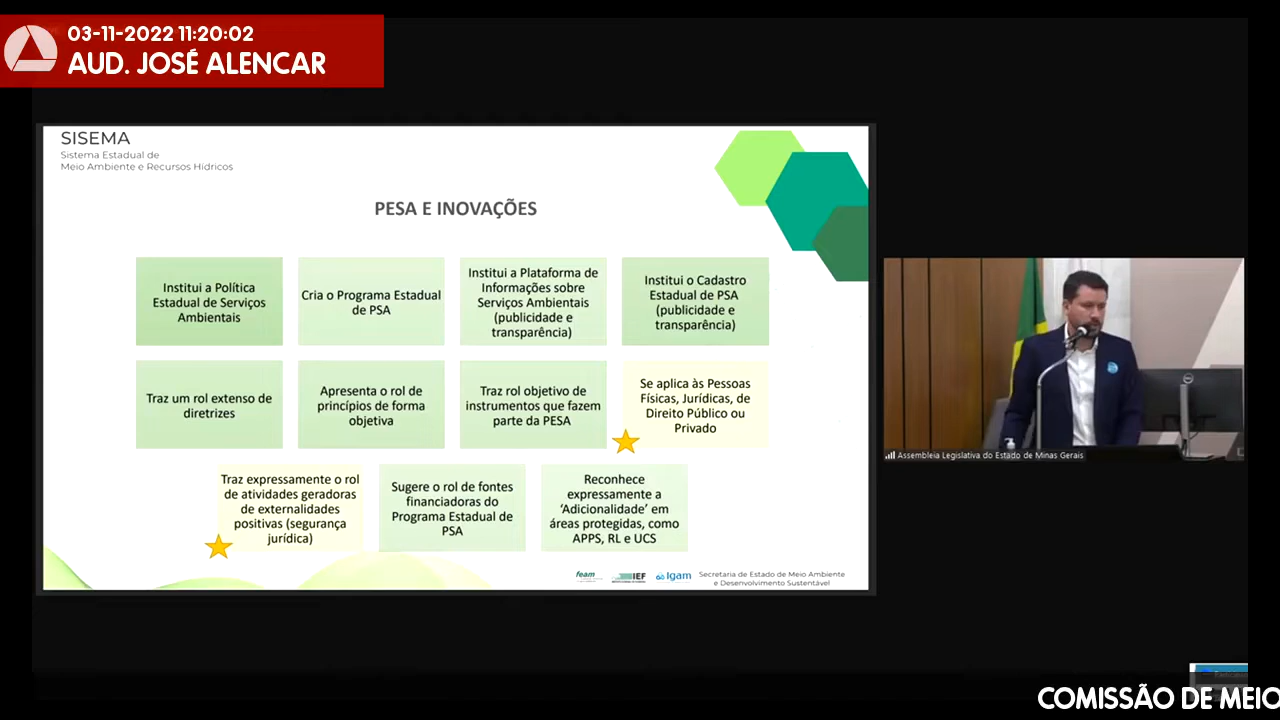 03-11-2022 11:20:02
AUD. JOSÉ ALENCAR
SISEMA
Sistema Estadual de
Meio Ambiente e Recursos Hídricos
PESA E INOVAÇÕES
Institui a Política
Estadual de Serviços
Ambientais
Cria o Programa Estadual
de PSA
Institui a Plataforma de
Informações sobre
Serviços Ambientais
(publicidade e
transparência)
Institui o Cadastro
Estadual de PSA
(publicidade e
transparência)
Traz um rol extenso de
diretrizes
Apresenta o rol de
princípios de forma
objetiva
Traz rol objetivo de
instrumentos que fazem
parte da PESA
Se aplica às Pessoas
Físicas, Jurídicas, de
Direito Público ou
Privado
Traz expressamente o rol
de atividades geradoras
de externalidades
positivas (segurança
jurídica)
Sugere o rol de fontes
financiadoras do
Programa Estadual de
PSA
Reconhece
expressamente a
‘Adicionalidade’ em
áreas protegidas, como
APPS, RL e UCS
feam
IEF
Igam
Secretaria de Estado de Meio Ambiente
e Desenvolvimento Sustentável
Assembleia Legislativa do Estado de Minas Gerais
COMISSÃO DE MEIO